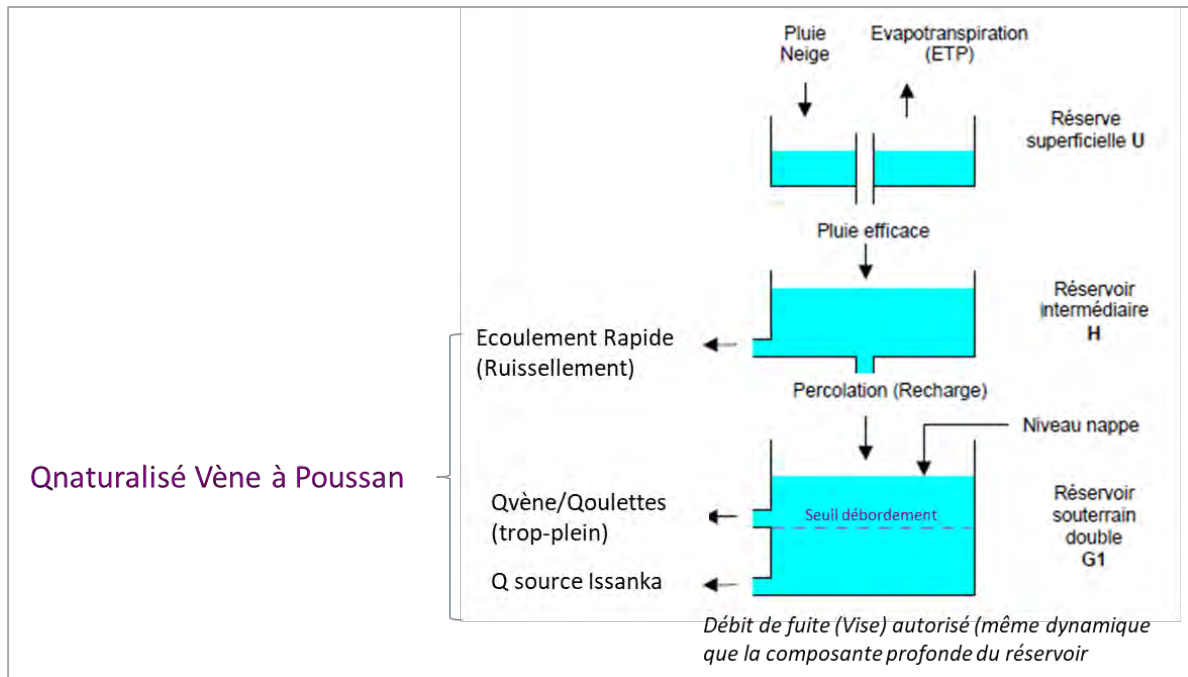 Pluie
Neige
Evapotranspiration
(ETP)
Réserve
superficielle U
Pluie efficace
Réservoir
intermédiaire
H
Ecoulement Rapide
(Ruissellement)
Percolation (Recharge)
Niveau nappe
Qnaturalisé Vène à Poussan
Qvène/Qoulettes
(trop-plein)
Seuil débordement
Réservoir
souterrain
double
G1
Q source Issanka
Débit de fuite (Vise) autorisé (même dynamique
que la composante profonde du réservoir